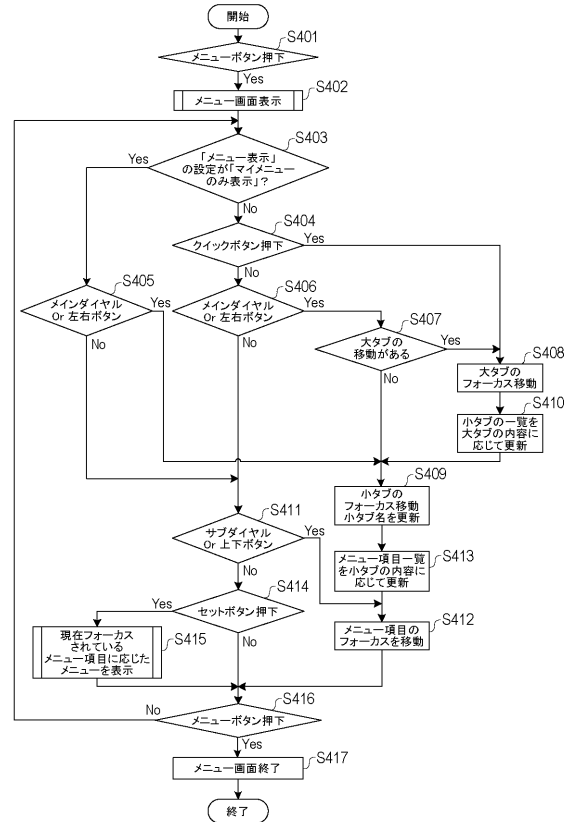 開始
S401
メニューボタン押下
Yes
S402
メニュー画面表示
S403
Yes
「メニュー表示」
の設定が「マイメニュー
のみ表示」?
No
S404
クイックボタン押下
Yes
No
S405
メインダイヤル
Or 左右ボタン
Yes
No
S406
メインダイヤル
Or 左右ボタン
Yes
No
S407
大タブの
移動がある
Yes
No
S408
大タブの
フォーカス移動
S410
小タブの一覧を
大タブの内容に
応じて更新
S409
小タブの
フォーカス移動
小タブ名を更新
S411
サブダイヤル
Or 上下ボタン
Yes
No
S413
メニュー項目一覧
を小タブの内容に
応じて更新
S414
Yes
セットボタン押下
No
S412
メニュー項目の
フォーカスを移動
S415
現在フォーカス
されている
メニュー項目に応じた
メニューを表示
S416
No
メニューボタン押下
Yes
S417
メニュー画面終了
終了